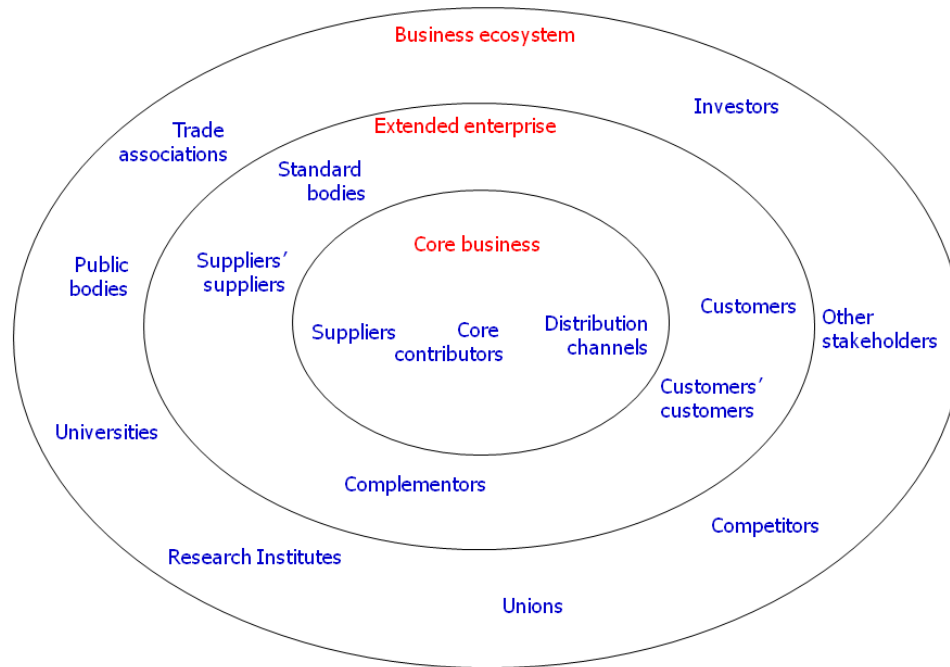 Business ecosystem
Investors
Trade
associations
Extended enterprise
Standard
bodies
Core business
Suppliers’
suppliers
Public
bodies
Customers
Other
stakeholders
Suppliers
Core
contributors
Distribution
channels
Customers’
customers
Universities
Complementors
Competitors
Research Institutes
Unions